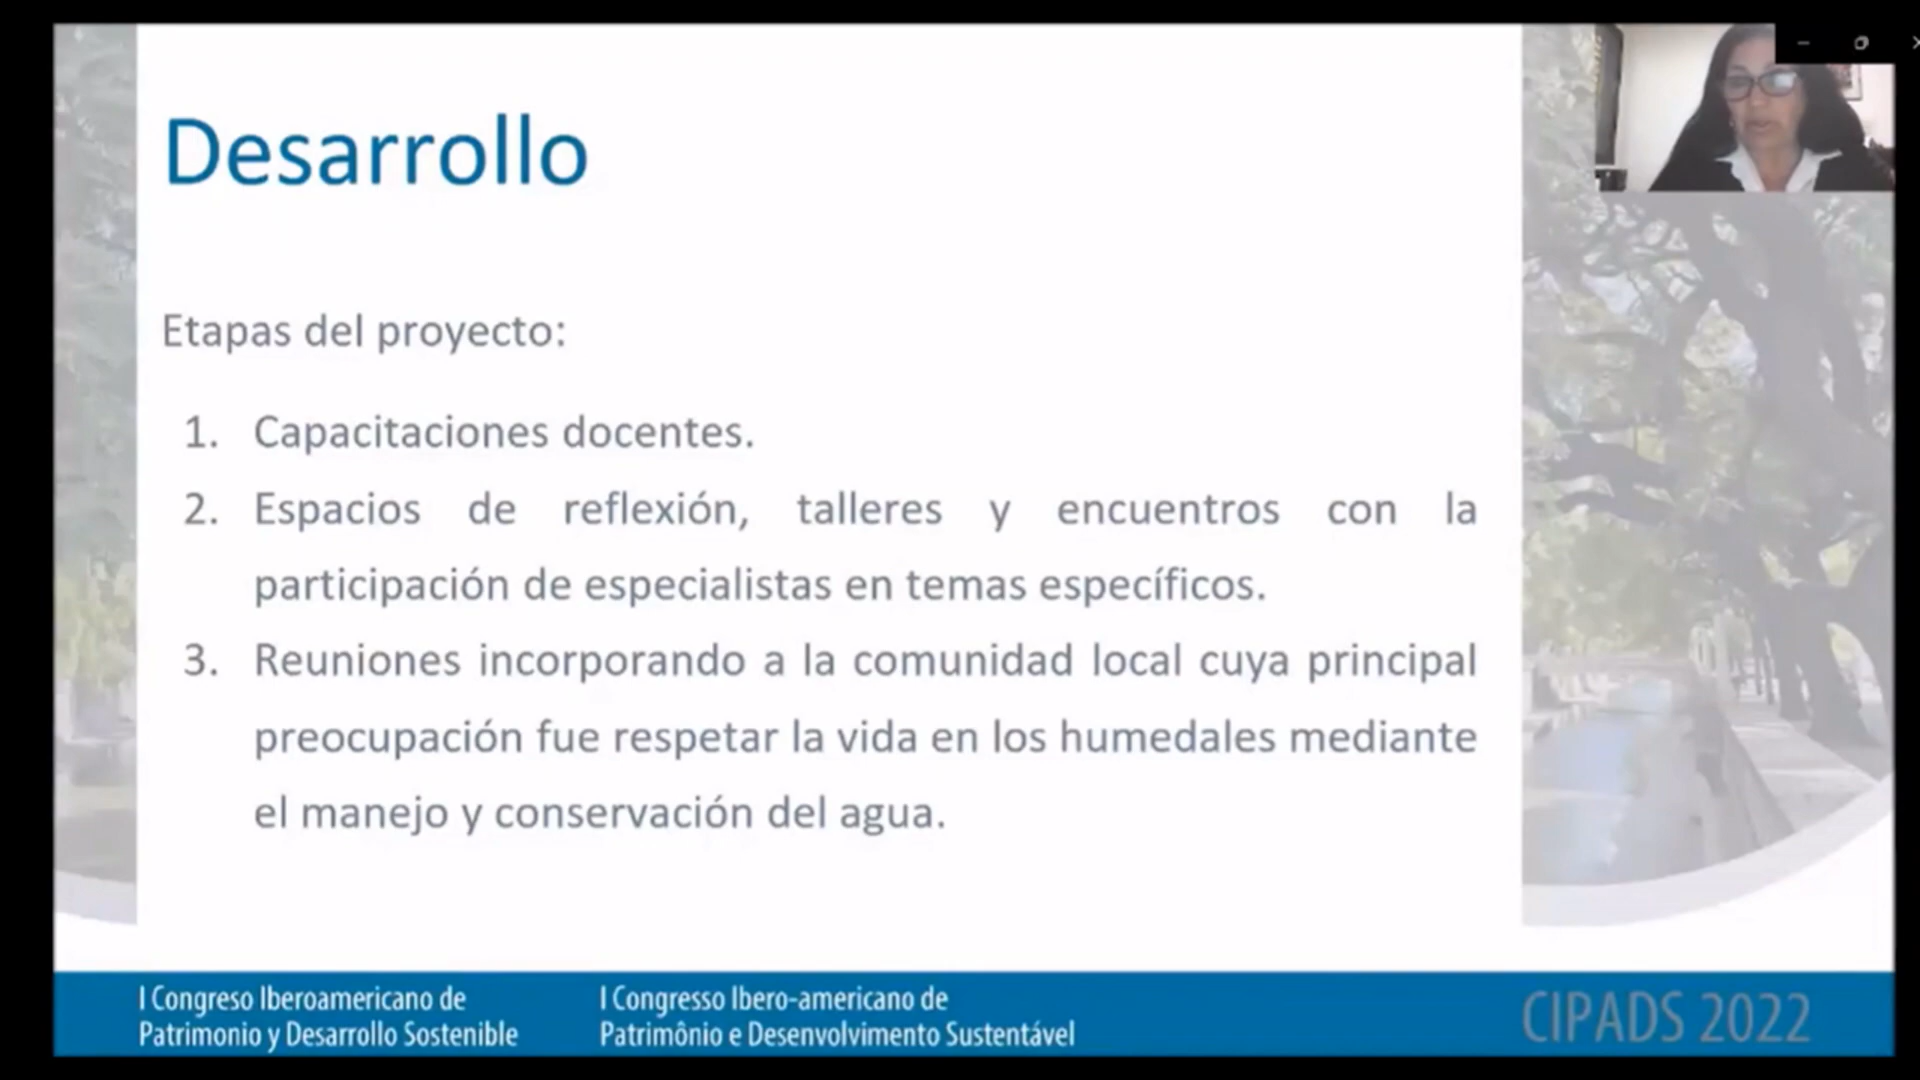 Desarrollo
Etapas del proyecto:
1. Capacitaciones docentes.
2. Espacios de reflexión, talleres y encuentros con la
participación de especialistas en temas específicos.
3. Reuniones incorporando a la comunidad local cuya principal
preocupación fue respetar la vida en los humedales mediante
el manejo y conservación del agua.
I Congreso Iberoamericano de
Patrimonio y Desarrollo Sostenible
I Congresso Ibero-americano de
Patrimônio e Desenvolvimento Sustentável
CIPADS 2022